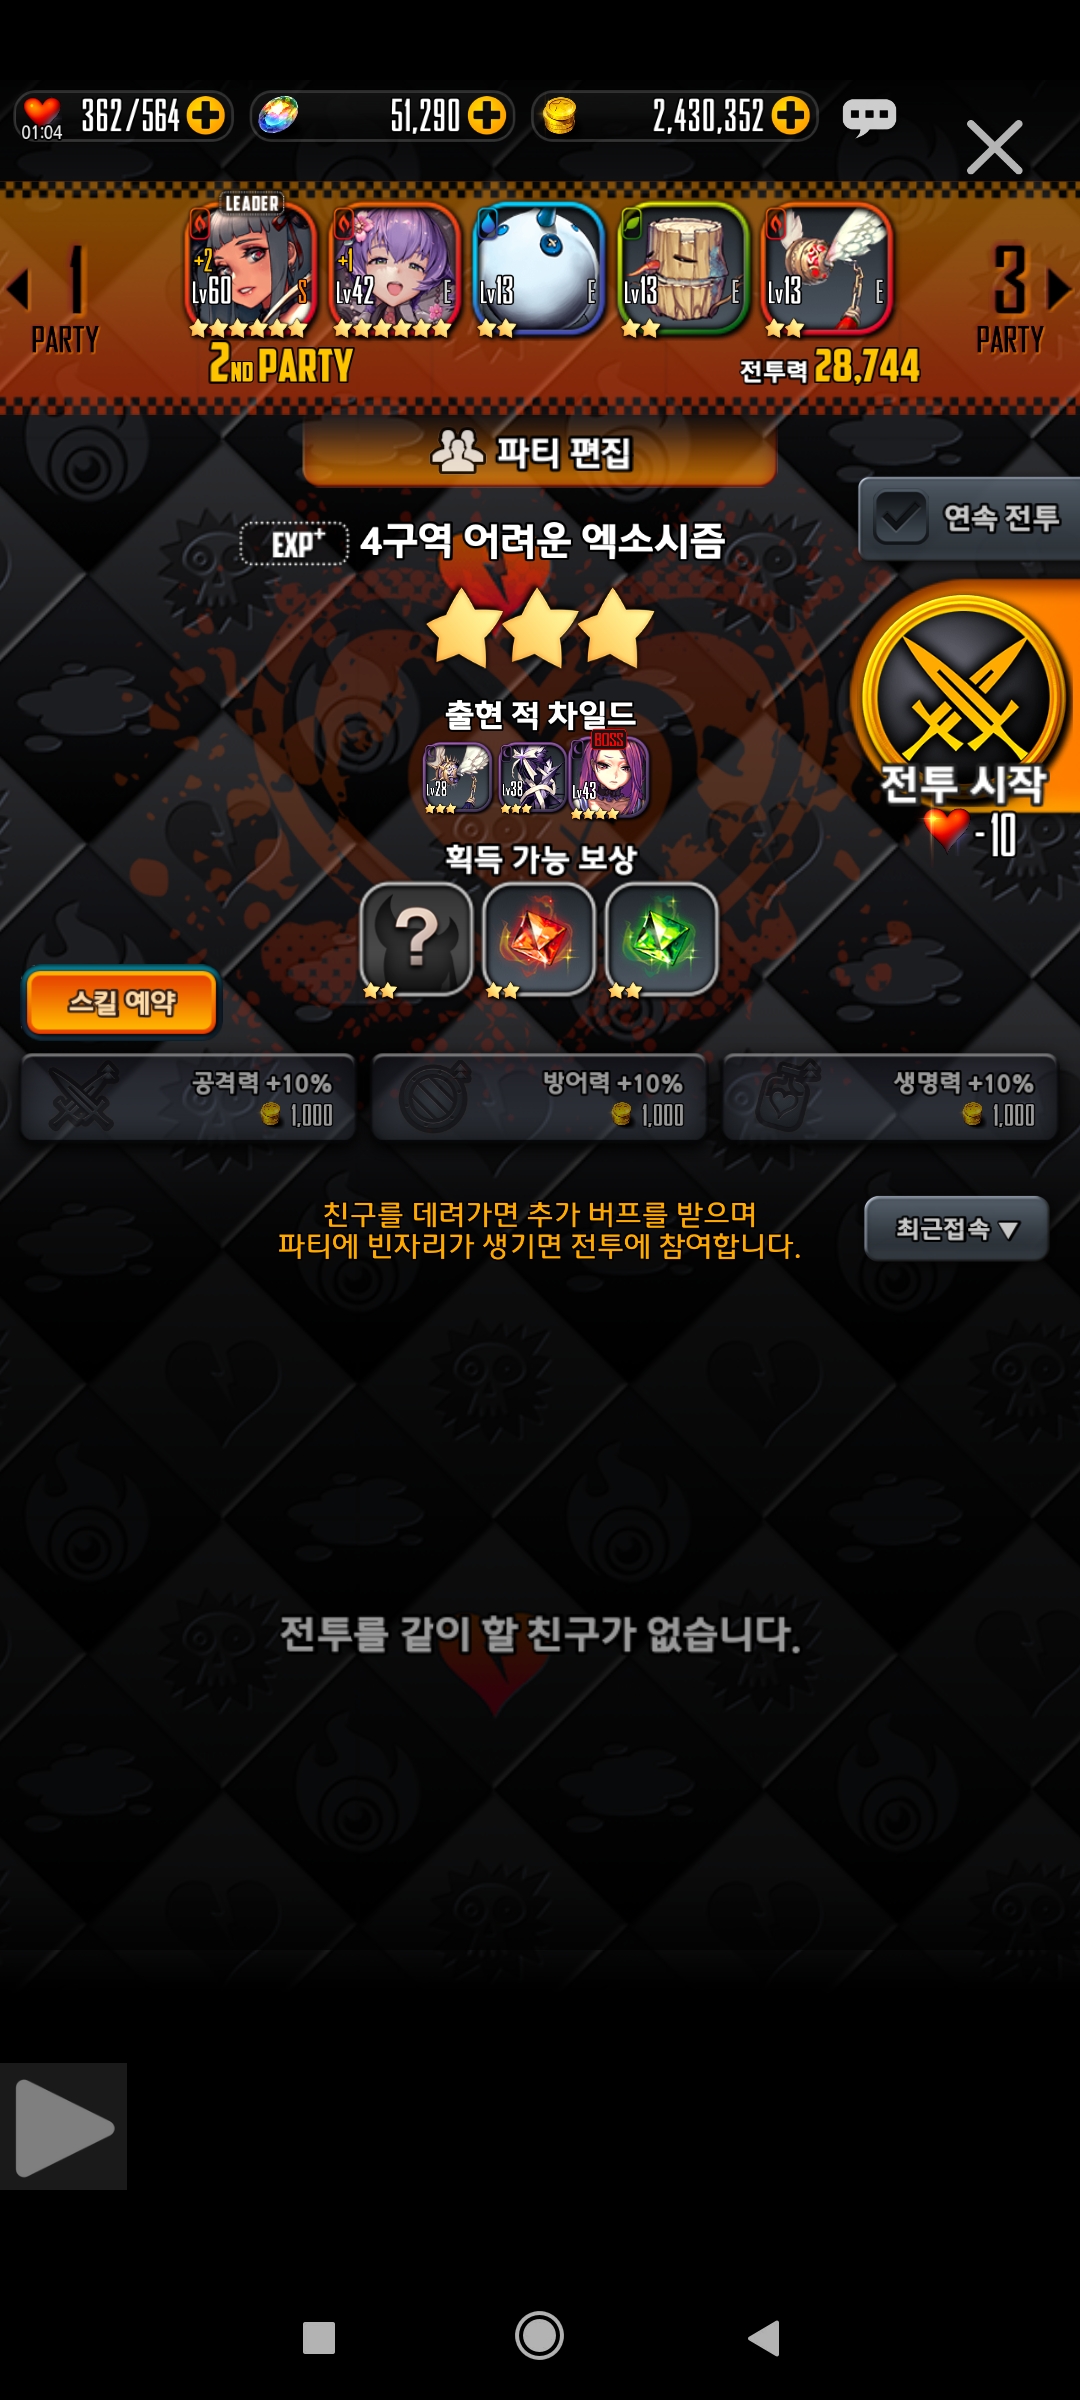 362/564
01:04
51,290
2,430,352
1
PARTY
LEADER
+2
Lv60
S
+1
Lv42
E
Lv13
E
Lv13
E
Lv13
E
3
PARTY
2ND PARTY
전투력 28,744
파티 편집
연속 전투
EXP+ 4구역 어려운 엑소시즘
출현 적 차일드
Lv28
Lv38
BOSS
Lv43
전투 시작
-10
획득 가능 보상
?
스킬 예약
공격력 +10%
1,000
방어력 +10%
1,000
생명력 +10%
1,000
친구를 데려가면 추가 버프를 받으며
파티에 빈자리가 생기면 전투에 참여합니다.
최근접속 ▼
전투를 같이 할 친구가 없습니다.